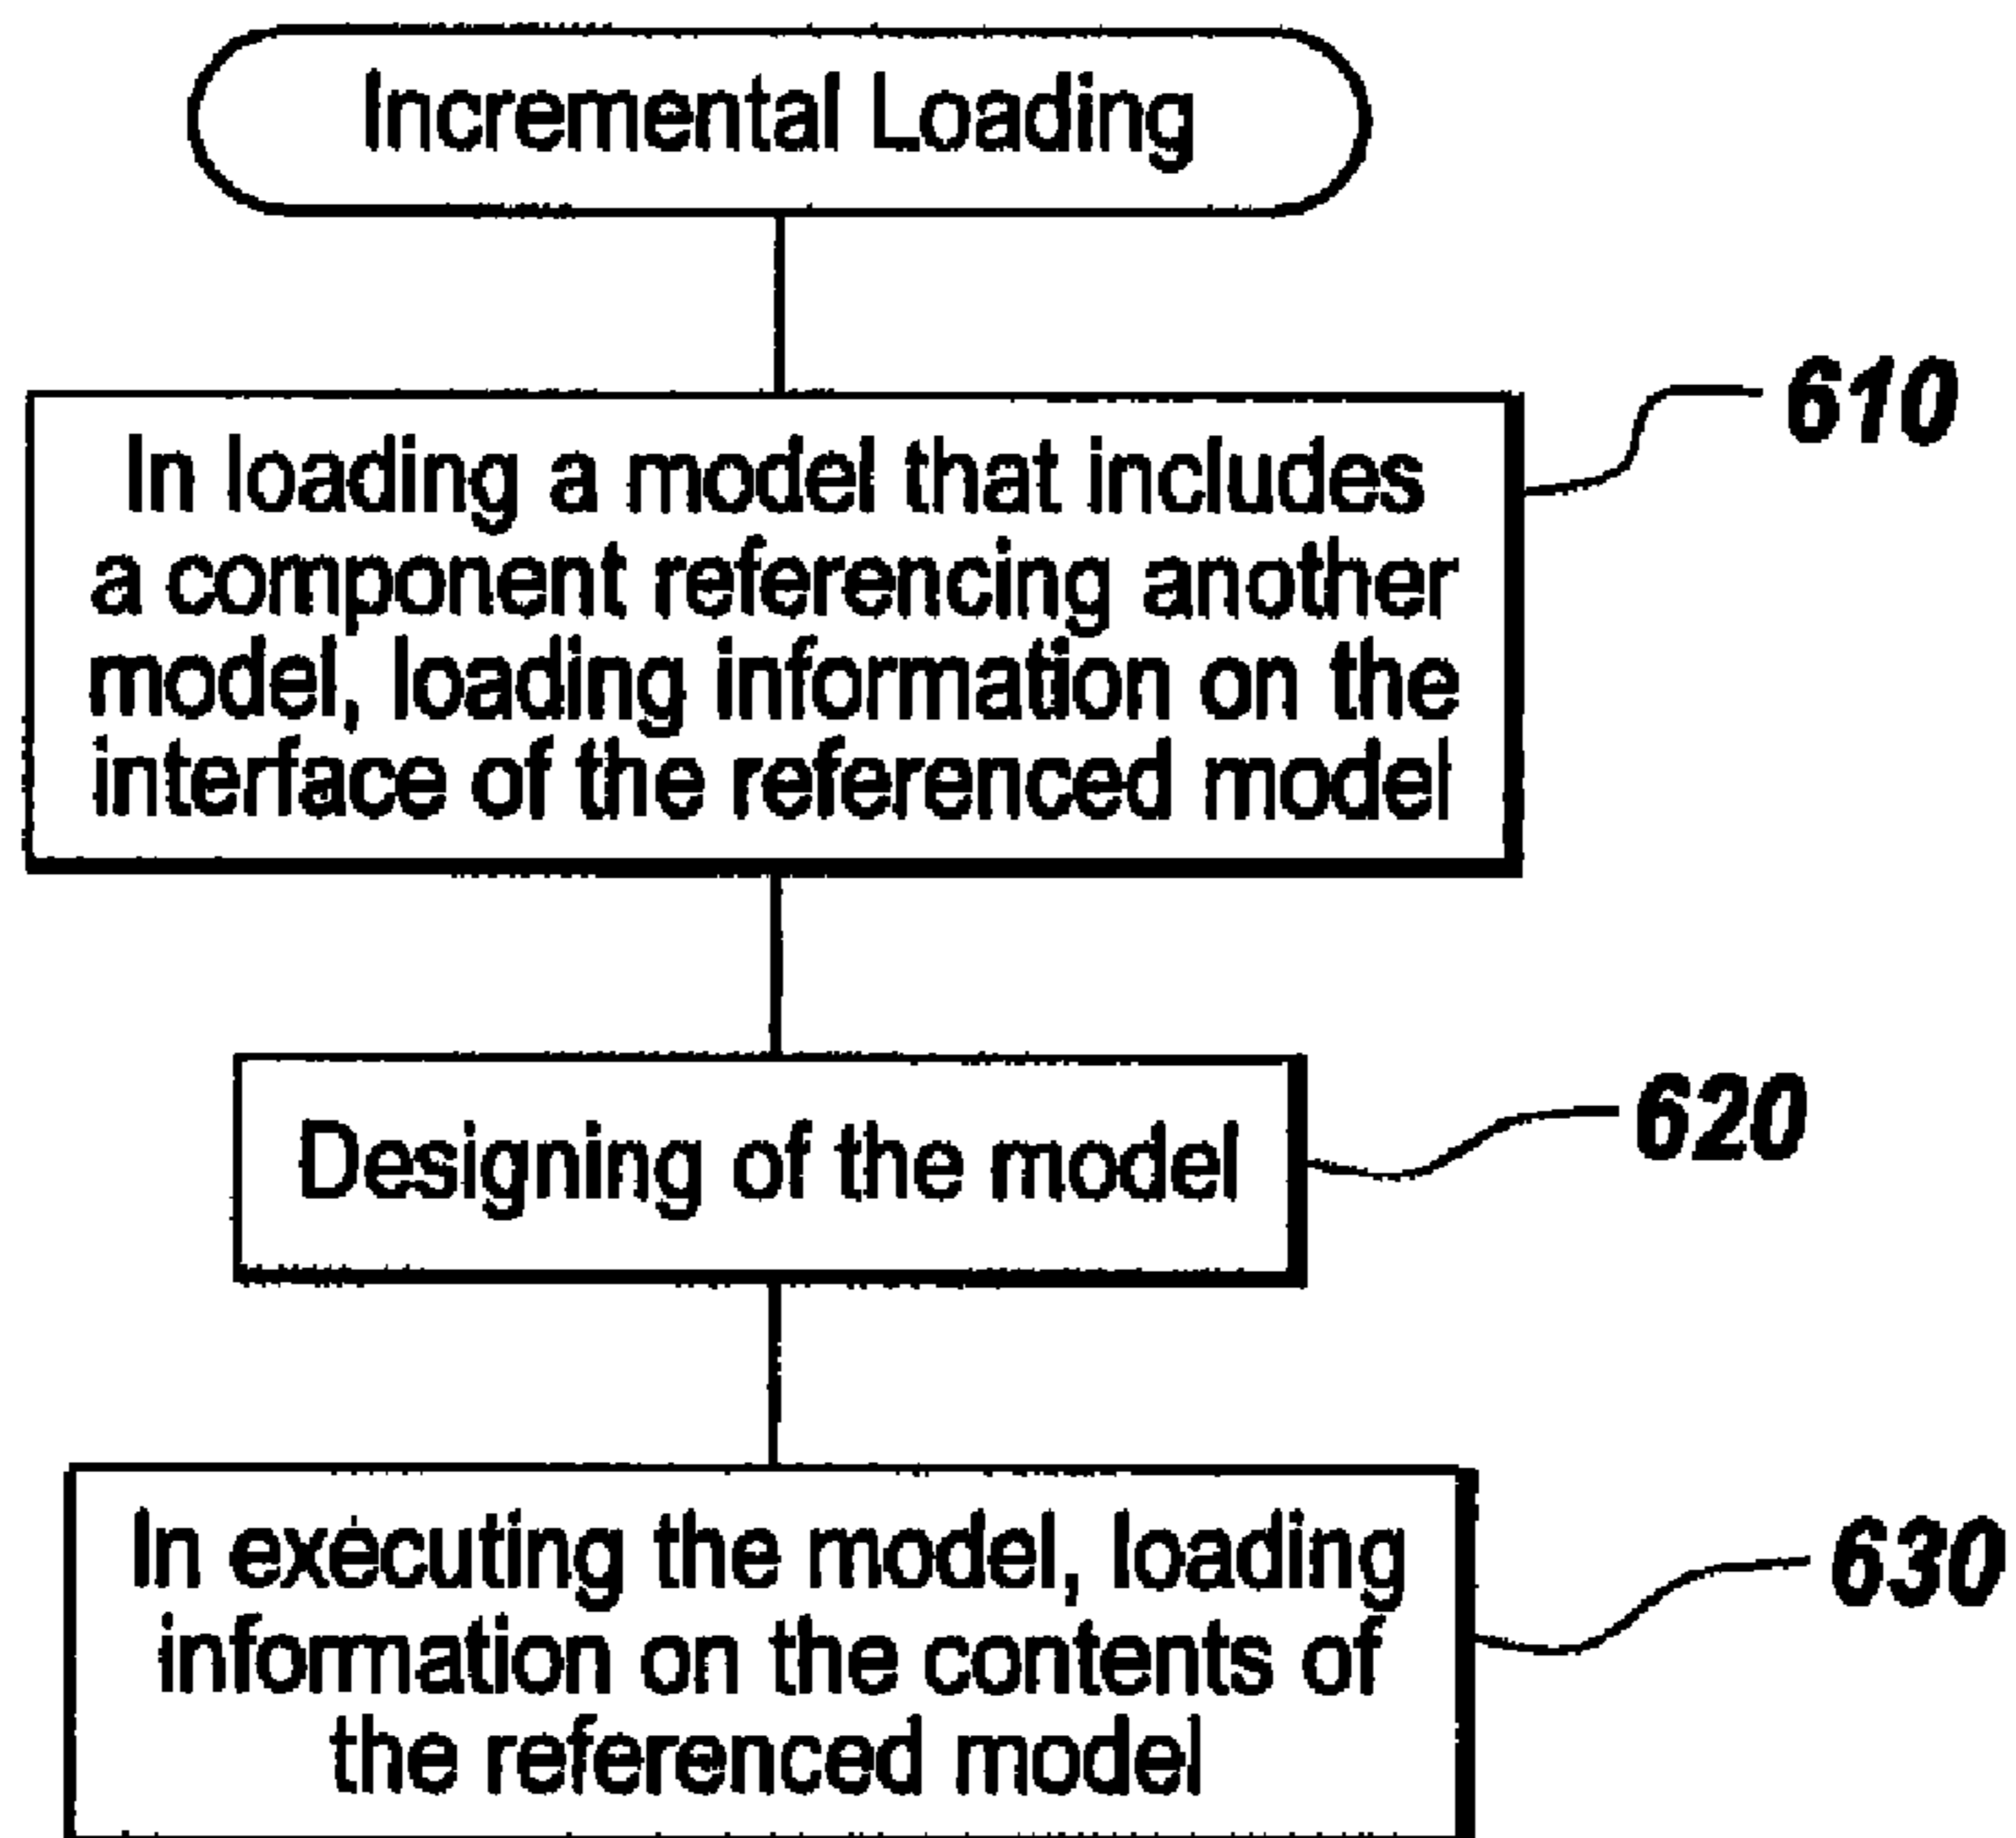 Incremental Loading
610
In loading a model that includes
a component referencing another
model, loading information on the
interface of the referenced model
620
Designing of the model
630
In executing the model, loading
information on the contents of
the referenced model